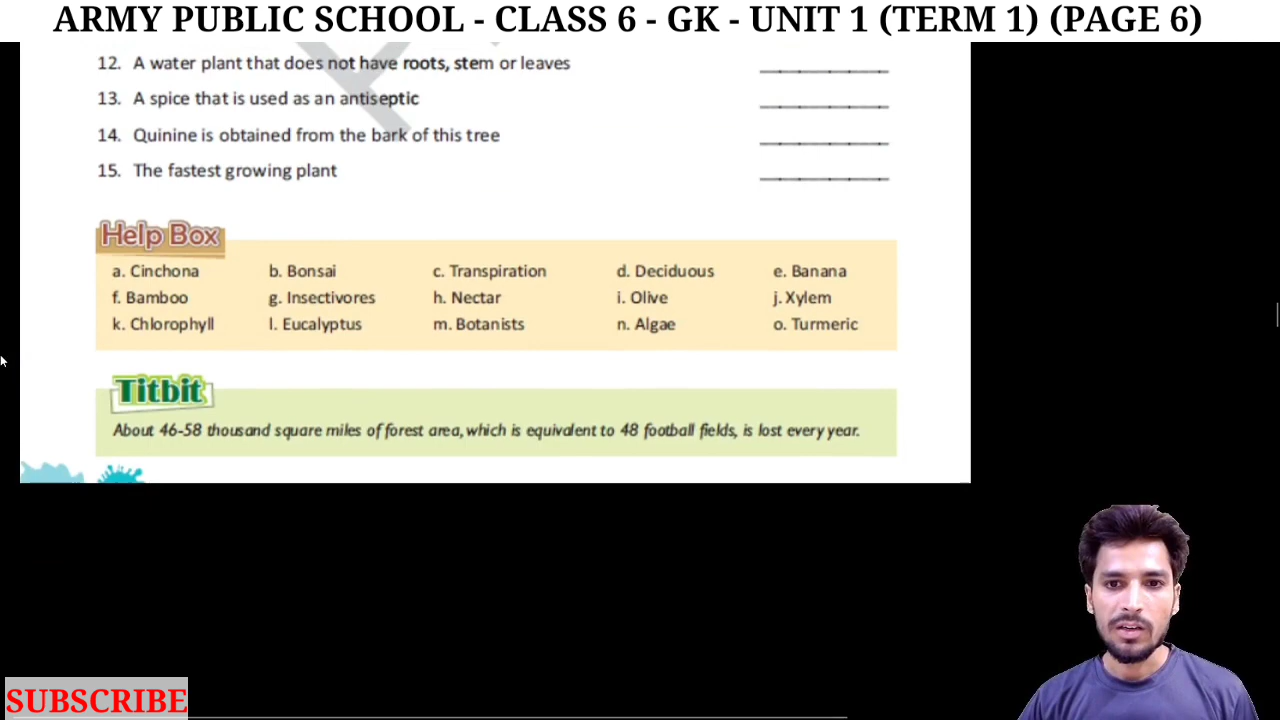 ARMY PUBLIC SCHOOL - CLASS 6 - GK - UNIT 1 (TERM 1) (PAGE 6)
12. A water plant that does not have roots, stem or leaves
13. A spice that is used as an antiseptic
14. Quinine is obtained from the bark of this tree
15. The fastest growing plant
Help Box
a. Cinchona b. Bonsai c. Transpiration d. Deciduous e. Banana
f. Bamboo g. Insectivores h. Nectar i. Olive j. Xylem
k. Chlorophyll l. Eucalyptus m. Botanists n. Algae o. Turmeric
Titbit
About 46-58 thousand square miles of forest area, which is equivalent to 48 football fields, is lost every year.
SUBSCRIBE